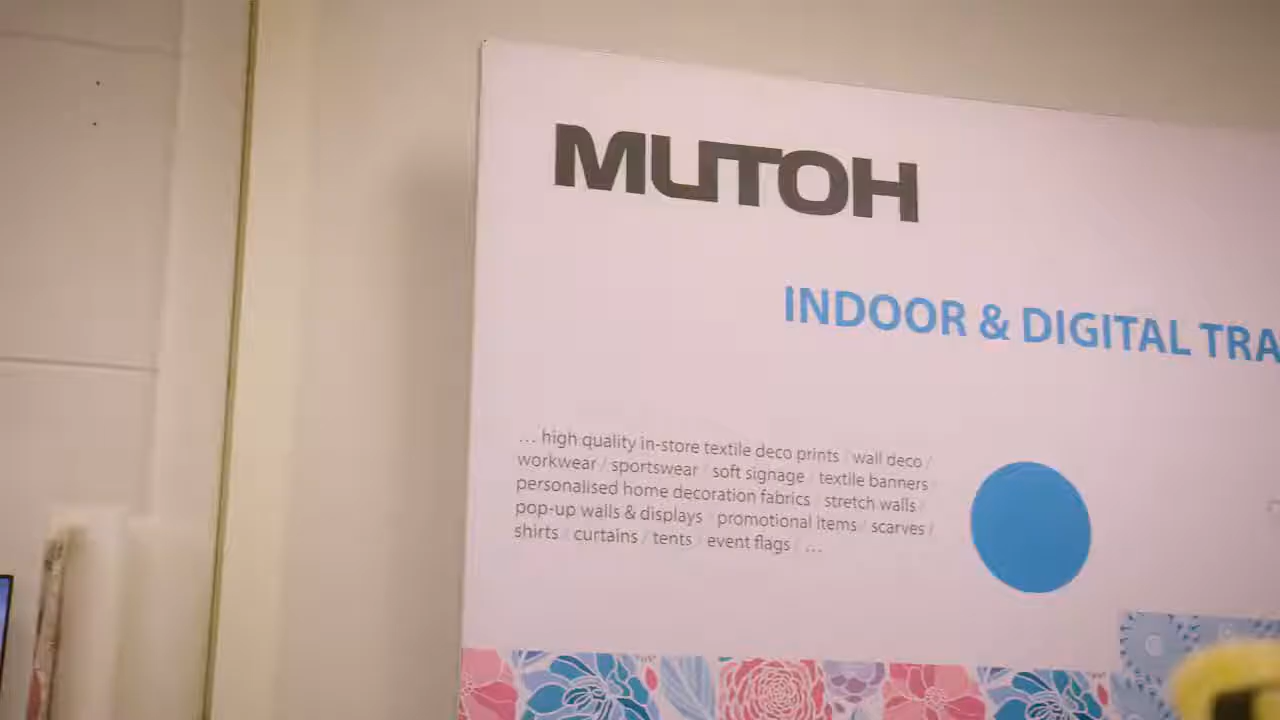 MUTOH
INDOOR & DIGITAL TRA
... high quality in-store textile deco prints / wall deco /
workwear / sportswear / soft signage / textile banners /
personalised home decoration fabrics / stretch walls /
pop-up walls & displays / promotional items / scarves /
shirts / curtains / tents / event flags / ...